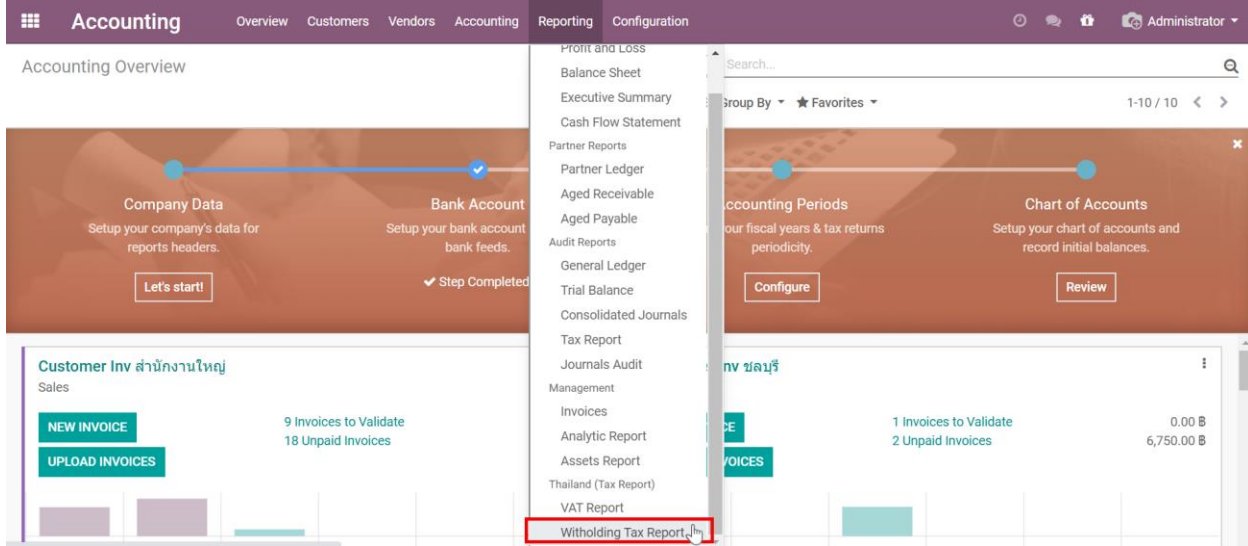 Accounting Overview Customers Vendors Accounting Reporting Configuration Administrator
Accounting Overview
Search...
Group By Favorites 1-10 / 10
Profit and Loss
Balance Sheet
Executive Summary
Cash Flow Statement
Partner Reports
Partner Ledger
Aged Receivable
Aged Payable
Audit Reports
General Ledger
Trial Balance
Consolidated Journals
Tax Report
Journals Audit
Management
Invoices
Analytic Report
Assets Report
Thailand (Tax Report)
VAT Report
Witholding Tax Report
Company Data
Setup your company's data for
reports headers.
Let's start!
Bank Account
Setup your bank account
bank feeds.
Step Completed
ccounting Periods
our fiscal years & tax returns
periodicity.
Configure
Chart of Accounts
Setup your chart of accounts and
record initial balances.
Review
Customer Inv สำนักงานใหญ่
Sales
NEW INVOICE
UPLOAD INVOICES
9 Invoices to Validate
18 Unpaid Invoices
nv ชลบุรี
CE
VOICES
1 Invoices to Validate 0.00 ฿
2 Unpaid Invoices 6,750.00 ฿